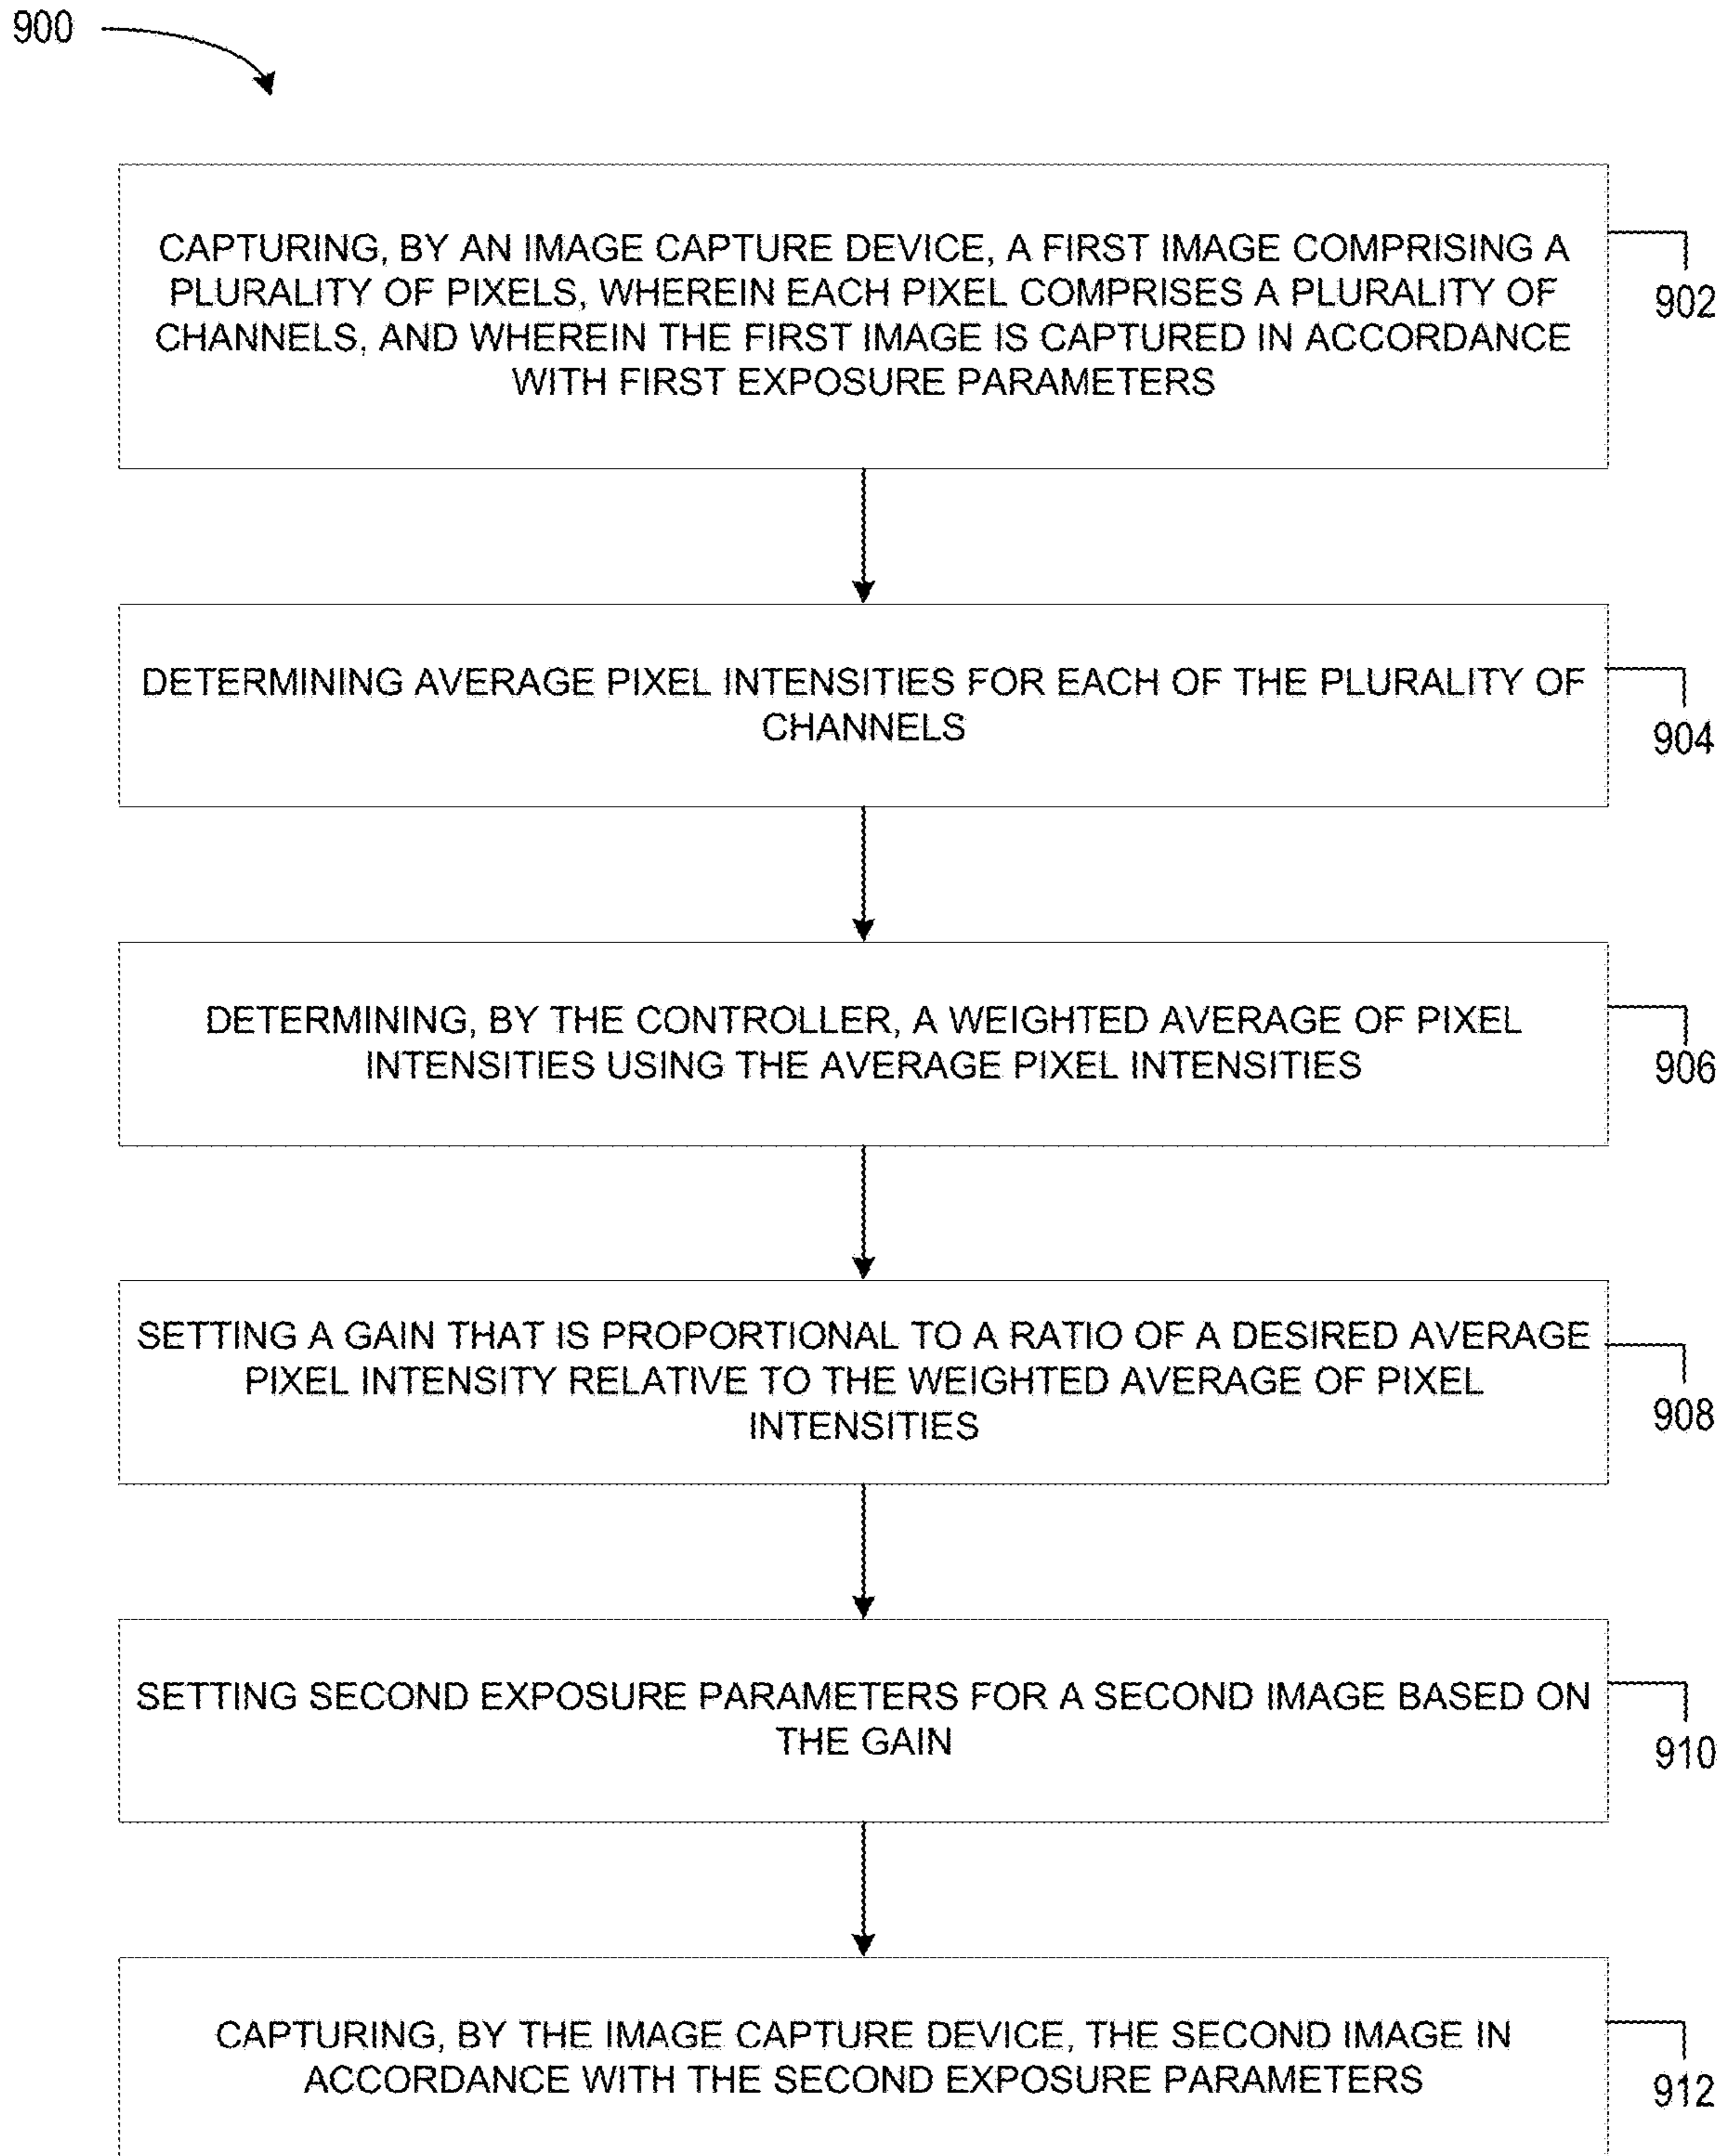 900
CAPTURING, BY AN IMAGE CAPTURE DEVICE, A FIRST IMAGE COMPRISING A
PLURALITY OF PIXELS, WHEREIN EACH PIXEL COMPRISES A PLURALITY OF
CHANNELS, AND WHEREIN THE FIRST IMAGE IS CAPTURED IN ACCORDANCE
WITH FIRST EXPOSURE PARAMETERS
902
DETERMINING AVERAGE PIXEL INTENSITIES FOR EACH OF THE PLURALITY OF
CHANNELS
904
DETERMINING, BY THE CONTROLLER, A WEIGHTED AVERAGE OF PIXEL
INTENSITIES USING THE AVERAGE PIXEL INTENSITIES
906
SETTING A GAIN THAT IS PROPORTIONAL TO A RATIO OF A DESIRED AVERAGE
PIXEL INTENSITY RELATIVE TO THE WEIGHTED AVERAGE OF PIXEL
INTENSITIES
908
SETTING SECOND EXPOSURE PARAMETERS FOR A SECOND IMAGE BASED ON
THE GAIN
910
CAPTURING, BY THE IMAGE CAPTURE DEVICE, THE SECOND IMAGE IN
ACCORDANCE WITH THE SECOND EXPOSURE PARAMETERS
912